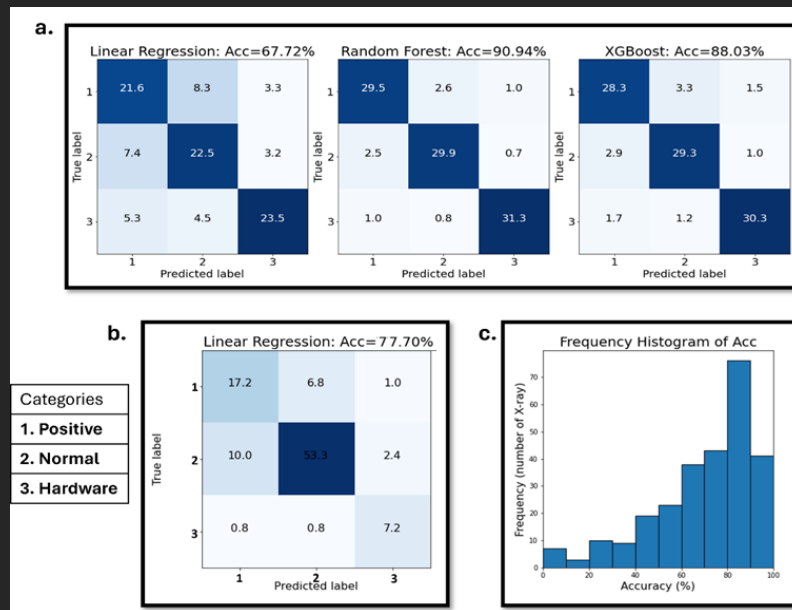 a.
Linear Regression: Acc=67.72%
21.6 8.3 3.3
7.4 22.5 3.2
5.3 4.5 23.5
1
2
3
True label
1 2 3
Predicted label
Random Forest: Acc=90.94%
29.5 2.6 1.0
2.5 29.9 0.7
1.0 0.8 31.3
1
2
3
True label
1 2 3
Predicted label
XGBoost: Acc=88.03%
28.3 3.3 1.5
2.9 29.3 1.0
1.7 1.2 30.3
1
2
3
True label
1 2 3
Predicted label
Categories
1. Positive
2. Normal
3. Hardware
b.
Linear Regression: Acc=77.70%
17.2 6.8 1.0
10.0 53.3 2.4
0.8 0.8 7.2
1
2
3
True label
1 2 3
Predicted label
c.
Frequency Histogram of Acc
Frequency (number of X-ray)
70
60
50
40
30
20
10
0
0 20 40 60 80 100
Accuracy (%)